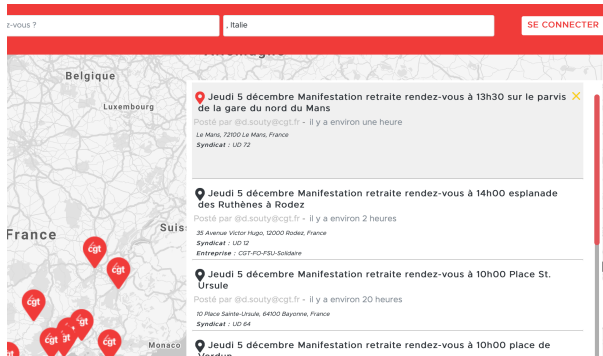 z-vous ?
, Italie
SE CONNECTER
Allemagne
Belgique
Luxembourg
France
Suis
Monaco
cgt
cgt
cgt
cgt
cgt
cgt
cgt
Jeudi 5 décembre Manifestation retraite rendez-vous à 13h30 sur le parvis
de la gare du nord du Mans
Posté par @d.souty@cgt.fr - il y a environ une heure
Le Mans, 72100 Le Mans, France
Syndicat : UD 72
Jeudi 5 décembre Manifestation retraite rendez-vous à 14h00 esplanade
des Ruthènes à Rodez
Posté par @d.souty@cgt.fr - il y a environ 2 heures
35 Avenue Victor Hugo, 12000 Rodez, France
Syndicat : UD 12
Entreprise : CGT-FO-FSU-Solidaire
Jeudi 5 décembre Manifestation retraite rendez-vous à 10h00 Place St.
Ursule
Posté par @d.souty@cgt.fr - il y a environ 20 heures
10 Place Sainte-Ursule, 64100 Bayonne, France
Syndicat : UD 64
Jeudi 5 décembre Manifestation retraite rendez-vous à 10h00 place de
Verdun